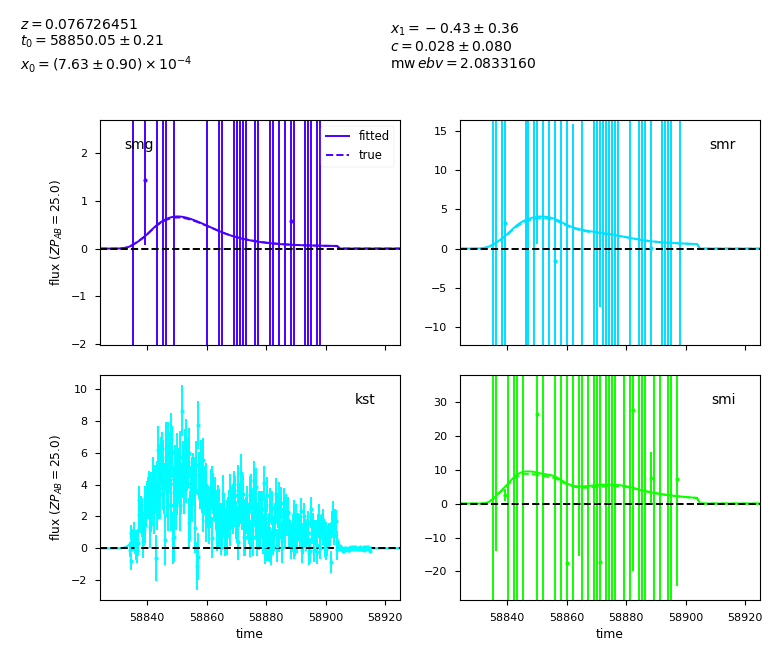 z = 0.076726451
t₀ = 58850.05 ± 0.21
x₀ = (7.63 ± 0.90) × 10⁻⁴
x₁ = −0.43 ± 0.36
c = 0.028 ± 0.080
mw ebv = 2.0833160
smg
fitted
true
2
1
0
−1
−2
flux (ZP_AB = 25.0)
smr
15
10
5
0
−5
−10
kst
10
8
6
4
2
0
−2
flux (ZP_AB = 25.0)
58840 58860 58880 58900 58920
time
smi
30
20
10
0
−10
−20
58840 58860 58880 58900 58920
time